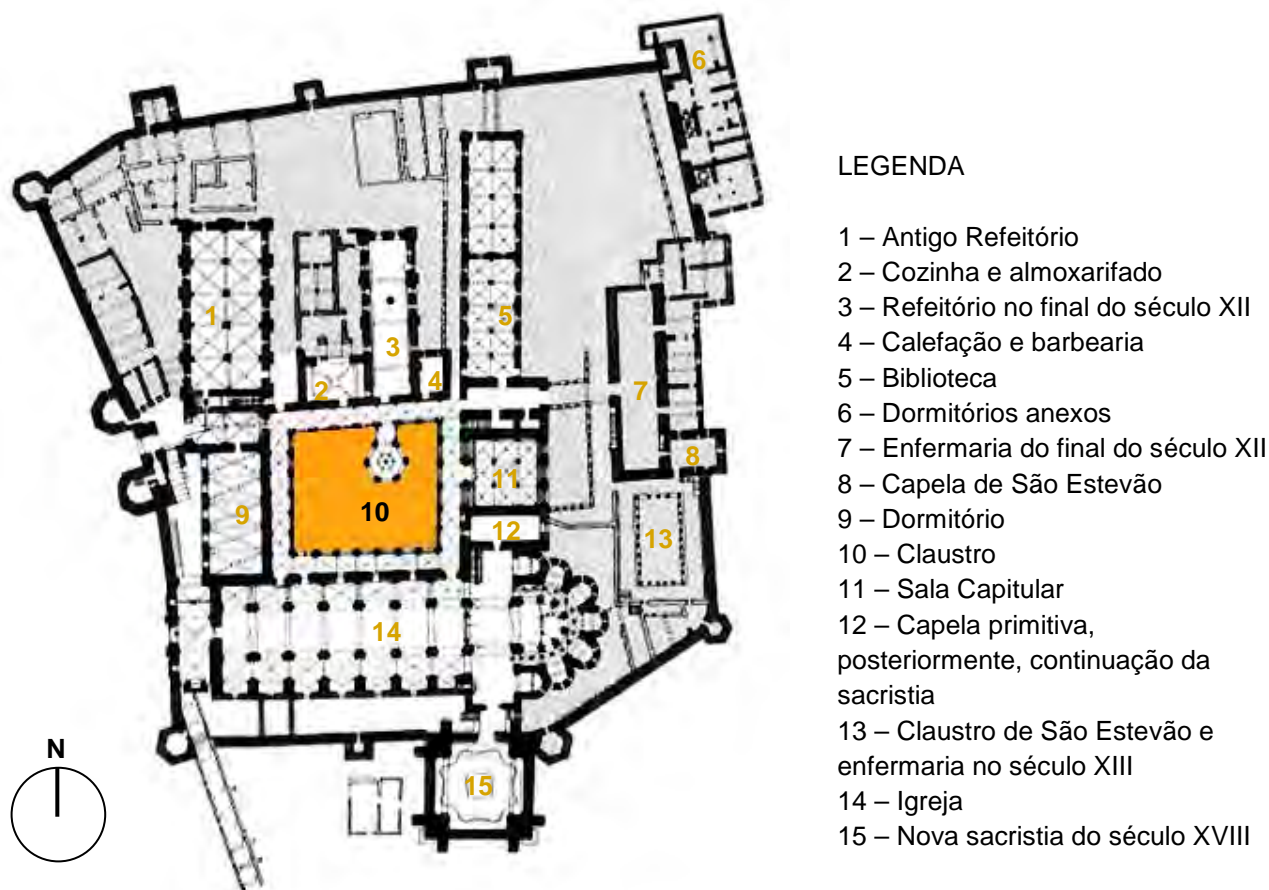 6
1
5
3
2
4
7
8
11
9
10
12
13
14
N
15
LEGENDA
1 – Antigo Refeitório
2 – Cozinha e almoxarifado
3 – Refeitório no final do século XII
4 – Calefação e barbearia
5 – Biblioteca
6 – Dormitórios anexos
7 – Enfermaria do final do século XII
8 – Capela de São Estevão
9 – Dormitório
10 – Claustro
11 – Sala Capitular
12 – Capela primitiva,
posteriormente, continuação da
sacristia
13 – Claustro de São Estevão e
enfermaria no século XIII
14 – Igreja
15 – Nova sacristia do século XVIII